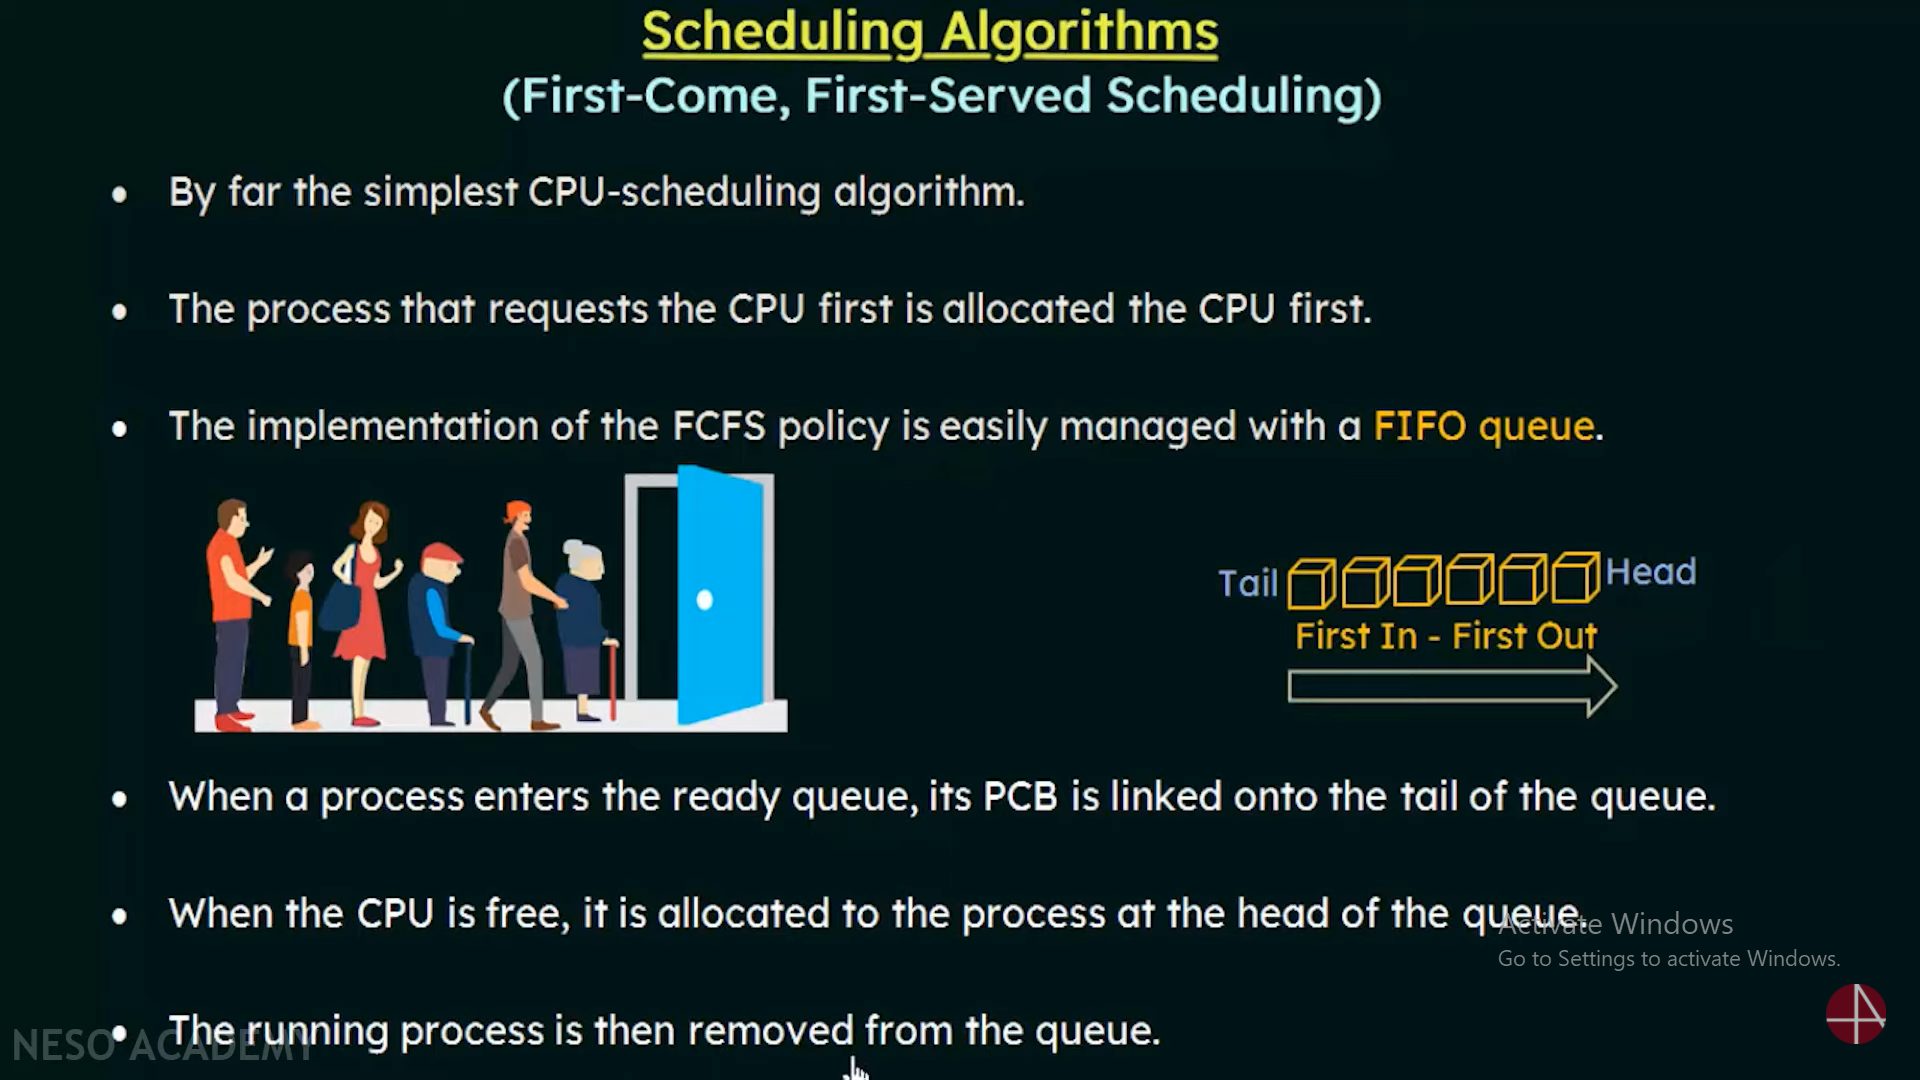 Scheduling Algorithms
(First-Come, First-Served Scheduling)
• By far the simplest CPU-scheduling algorithm.
• The process that requests the CPU first is allocated the CPU first.
• The implementation of the FCFS policy is easily managed with a FIFO queue.
Tail Head
First In - First Out
• When a process enters the ready queue, its PCB is linked onto the tail of the queue.
• When the CPU is free, it is allocated to the process at the head of the queue.
Activate Windows
Go to Settings to activate Windows.
• The running process is then removed from the queue.
NESO ACADEMY